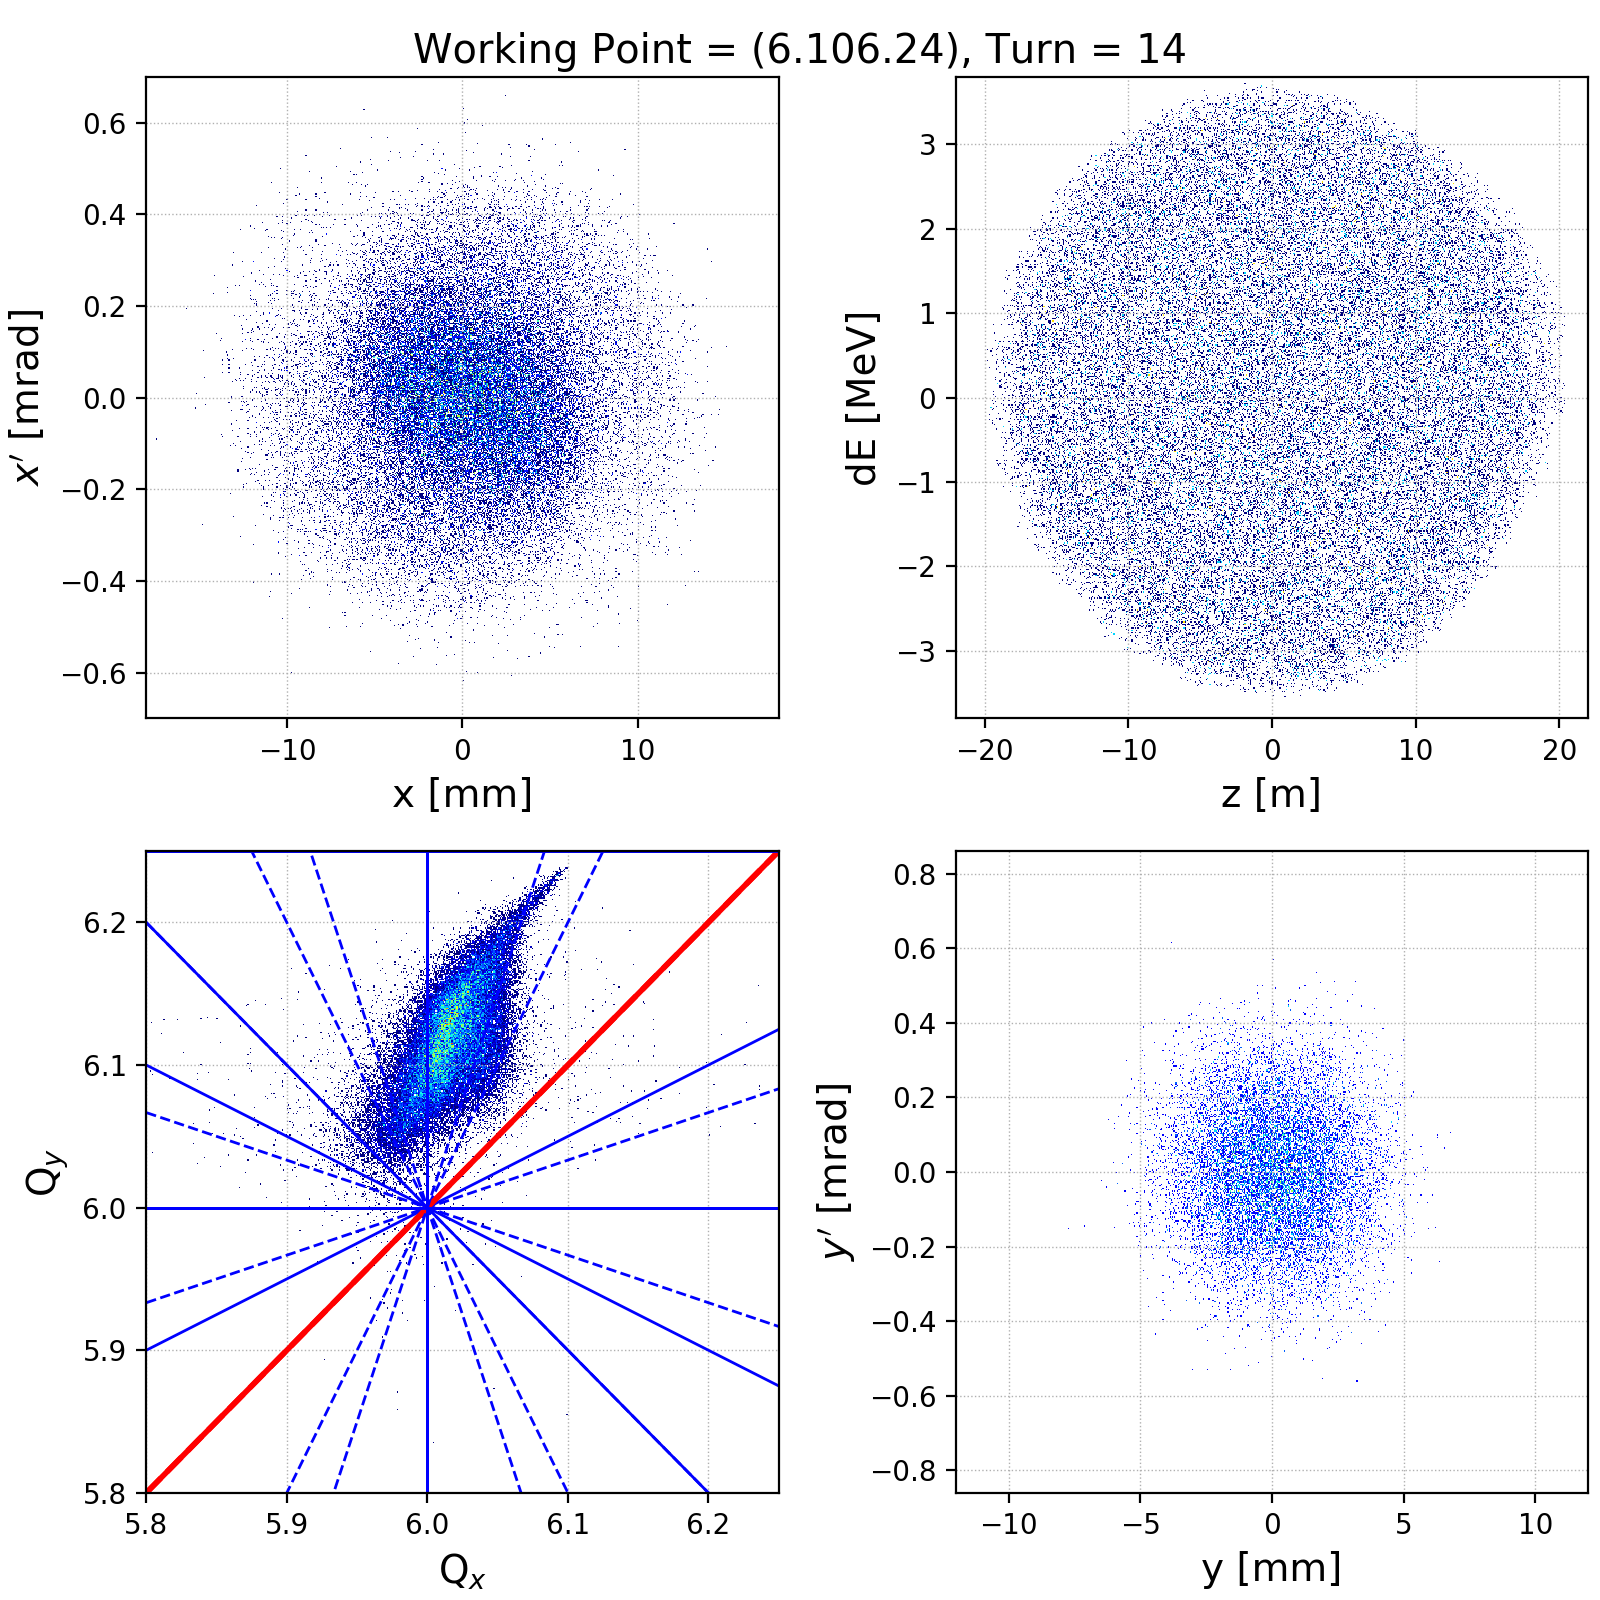 Working Point = (6.106.24), Turn = 14
0.6
0.4
0.2
0.0
−0.2
−0.4
−0.6
x′ [mrad]
−10 0 10
x [mm]
3
2
1
0
−1
−2
−3
dE [MeV]
−20 −10 0 10 20
z [m]
6.2
6.1
6.0
5.9
5.8
Qy
5.8 5.9 6.0 6.1 6.2
Qx
0.8
0.6
0.4
0.2
0.0
−0.2
−0.4
−0.6
−0.8
y′ [mrad]
−10 −5 0 5 10
y [mm]